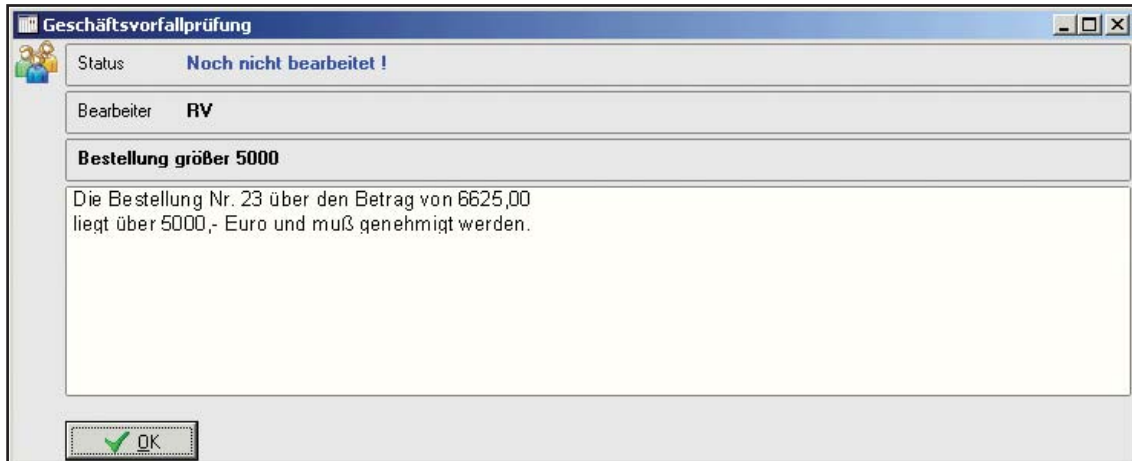 Geschäftsvorfallprüfung
Status Noch nicht bearbeitet !
Bearbeiter RV
Bestellung größer 5000
Die Bestellung Nr. 23 über den Betrag von 6625,00
liegt über 5000,- Euro und muß genehmigt werden.
OK